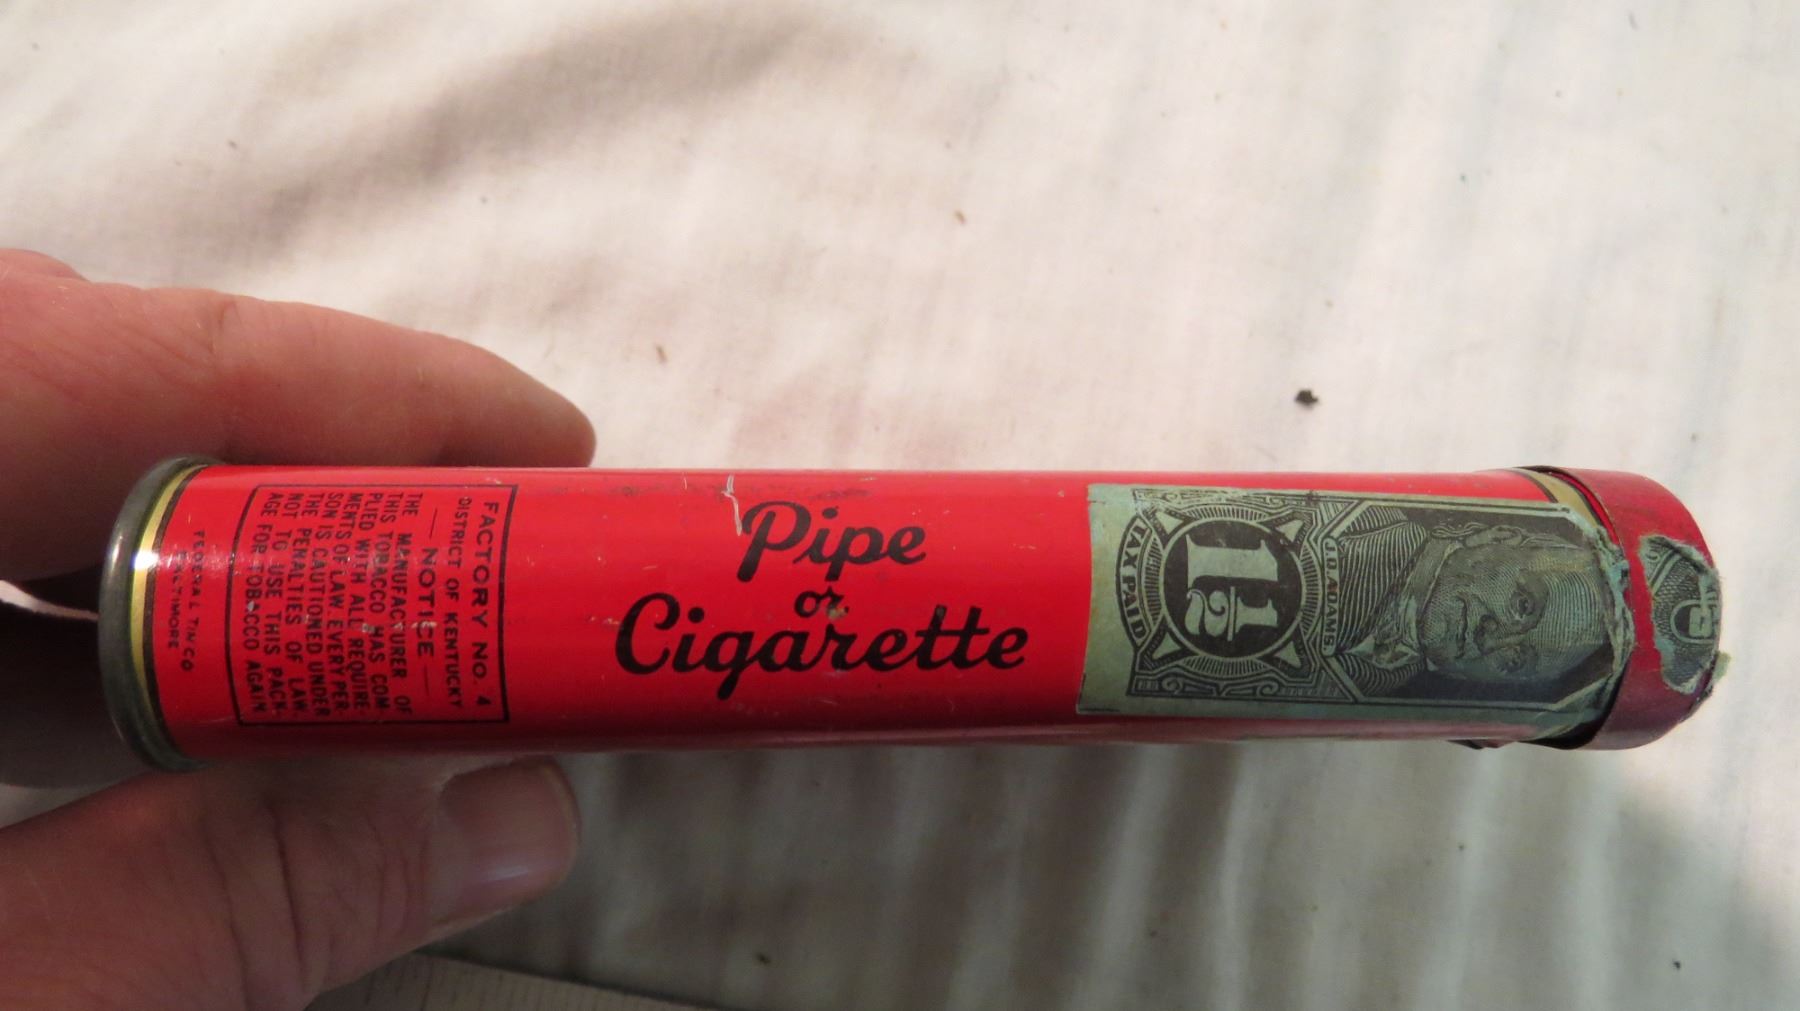 Pipe
or
Cigarette
FACTORY NO. 4
DISTRICT OF KENTUCKY
— NOTICE —
THE MANUFACTURER OF
THIS TOBACCO HAS COM
PLIED WITH ALL REQUIRE-
MENTS OF LAW. EVERY PER-
SON IS CAUTIONED UNDER
THE PENALTIES OF LAW
NOT TO USE THIS PACK-
AGE FOR TOBACCO AGAIN
FEDERAL TIN CO
BALTIMORE
TAX PAID
1 1/2
J.Q.ADAMS.